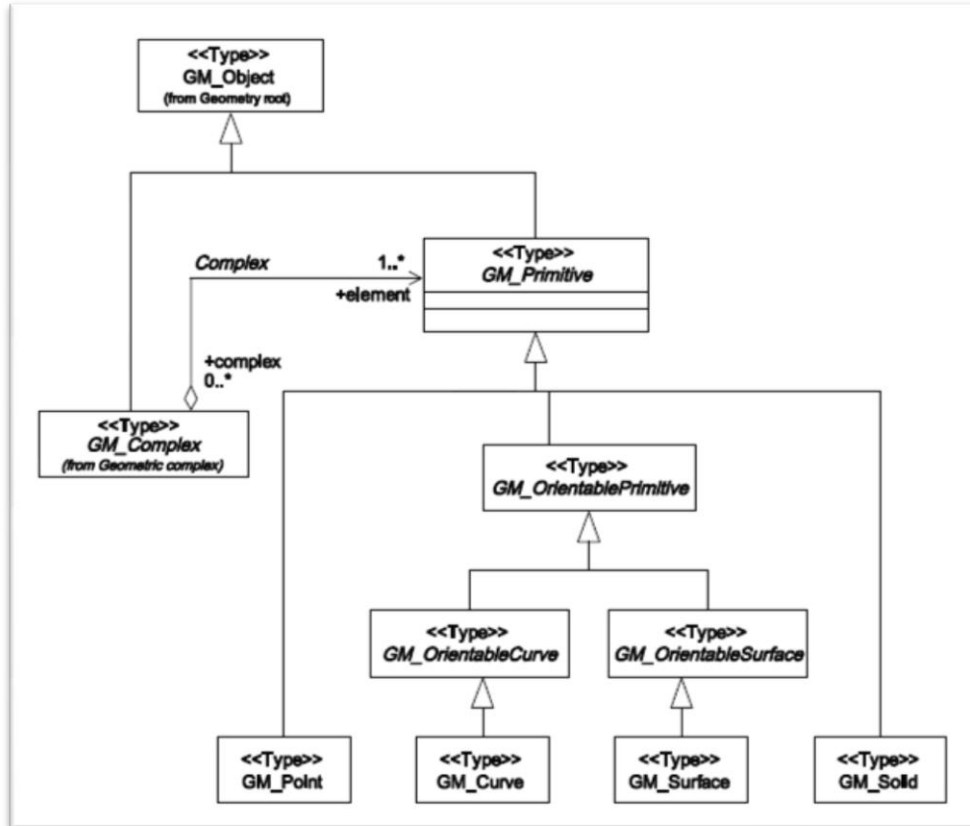 <<Type>>
GM_Object
(from Geometry root)
<<Type>>
GM_Primitive
Complex
1..*
+element
+complex
0..*
<<Type>>
GM_Complex
(from Geometric complex)
<<Type>>
GM_OrientablePrimitive
<<Type>>
GM_OrientableCurve
<<Type>>
GM_OrientableSurface
<<Type>>
GM_Point
<<Type>>
GM_Curve
<<Type>>
GM_Surface
<<Type>>
GM_Solid